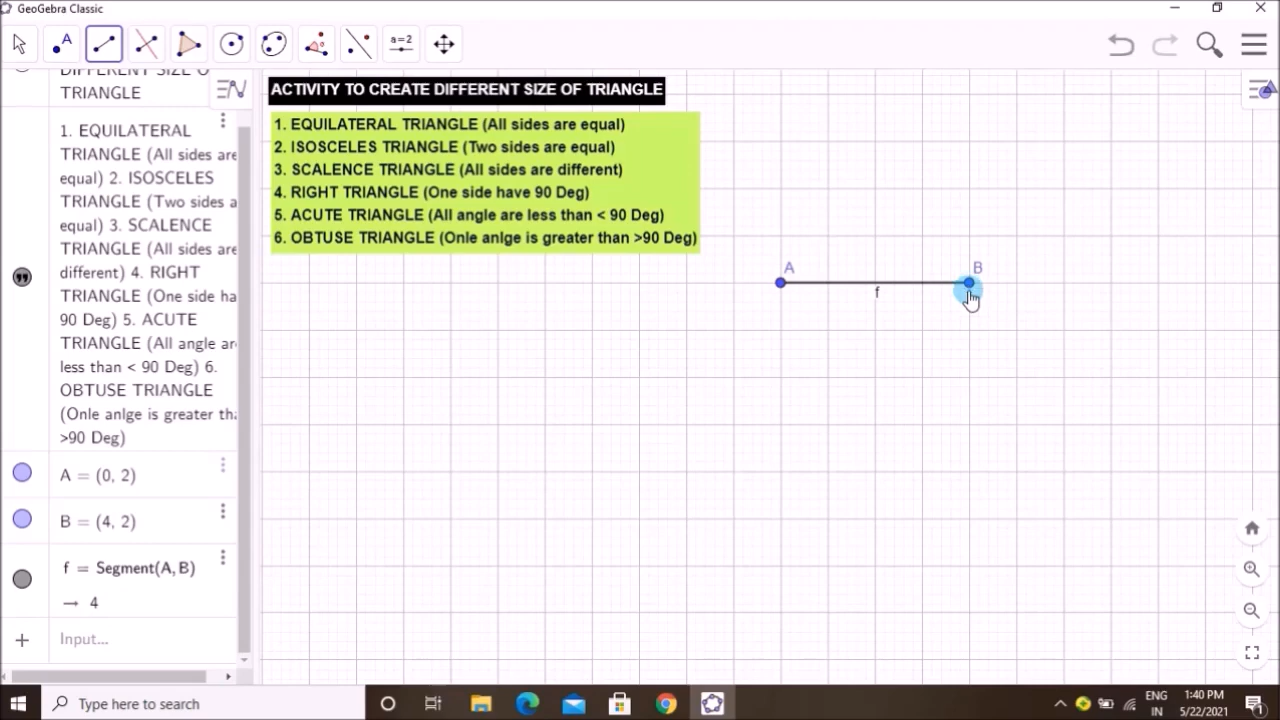 GeoGebra Classic
A
a=2
DIFFERENT SIZE O
TRIANGLE
1. EQUILATERAL
TRIANGLE (All sides are
equal) 2. ISOSCELES
TRIANGLE (Two sides a
equal) 3. SCALENCE
TRIANGLE (All sides are
different) 4. RIGHT
TRIANGLE (One side ha
90 Deg) 5. ACUTE
TRIANGLE (All angle ar
less than < 90 Deg) 6.
OBTUSE TRIANGLE
(Onle anlge is greater tha
>90 Deg)
A = (0, 2)
B = (4, 2)
f = Segment(A, B)
→ 4
Input...
ACTIVITY TO CREATE DIFFERENT SIZE OF TRIANGLE
1. EQUILATERAL TRIANGLE (All sides are equal)
2. ISOSCELES TRIANGLE (Two sides are equal)
3. SCALENCE TRIANGLE (All sides are different)
4. RIGHT TRIANGLE (One side have 90 Deg)
5. ACUTE TRIANGLE (All angle are less than < 90 Deg)
6. OBTUSE TRIANGLE (Onle anlge is greater than >90 Deg)
A
B
f
Type here to search
ENG
IN
1:40 PM
5/22/2021
1